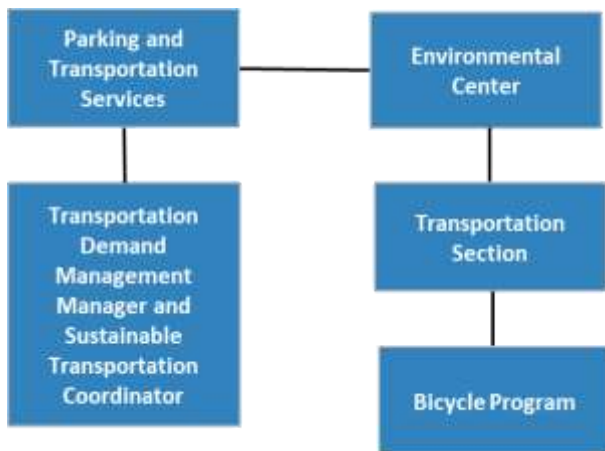 Parking and
Transportation
Services
Environmental
Center
Transportation
Demand
Management
Manager and
Sustainable
Transportation
Coordinator
Transportation
Section
Bicycle Program